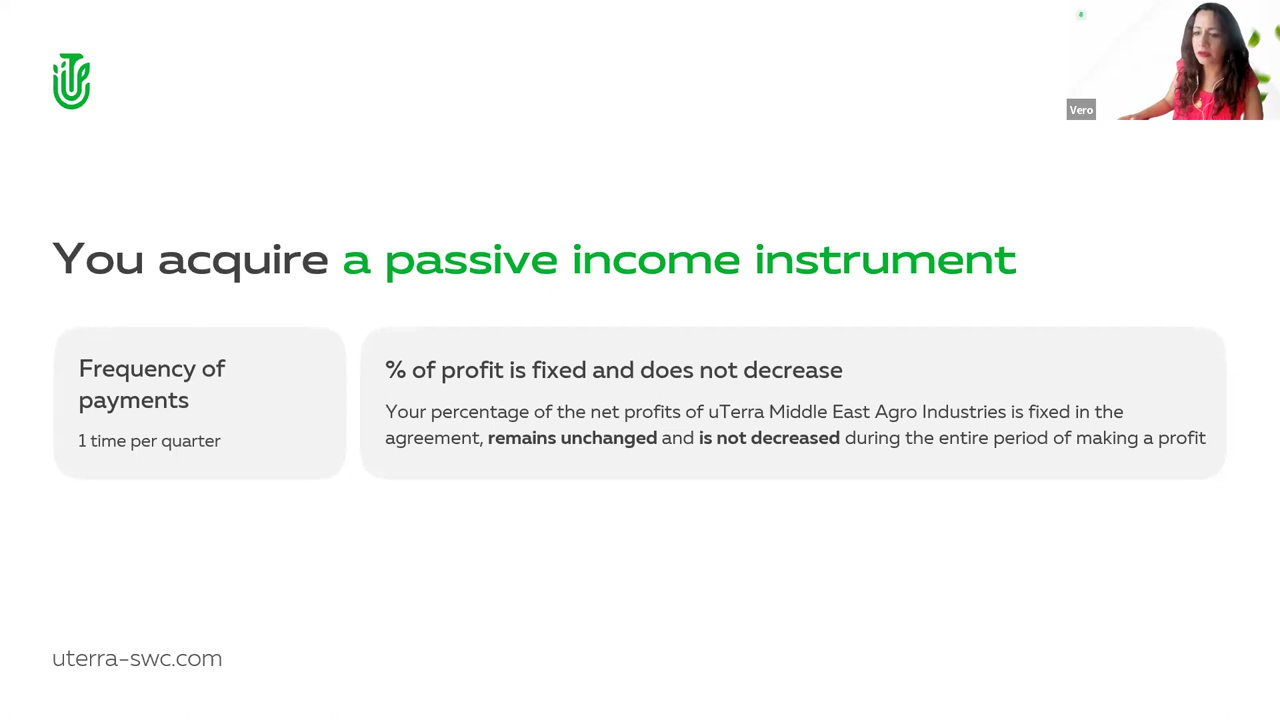 Vero
You acquire a passive income instrument
Frequency of
payments
1 time per quarter
% of profit is fixed and does not decrease
Your percentage of the net profits of uTerra Middle East Agro Industries is fixed in the
agreement, remains unchanged and is not decreased during the entire period of making a profit
uterra-swc.com